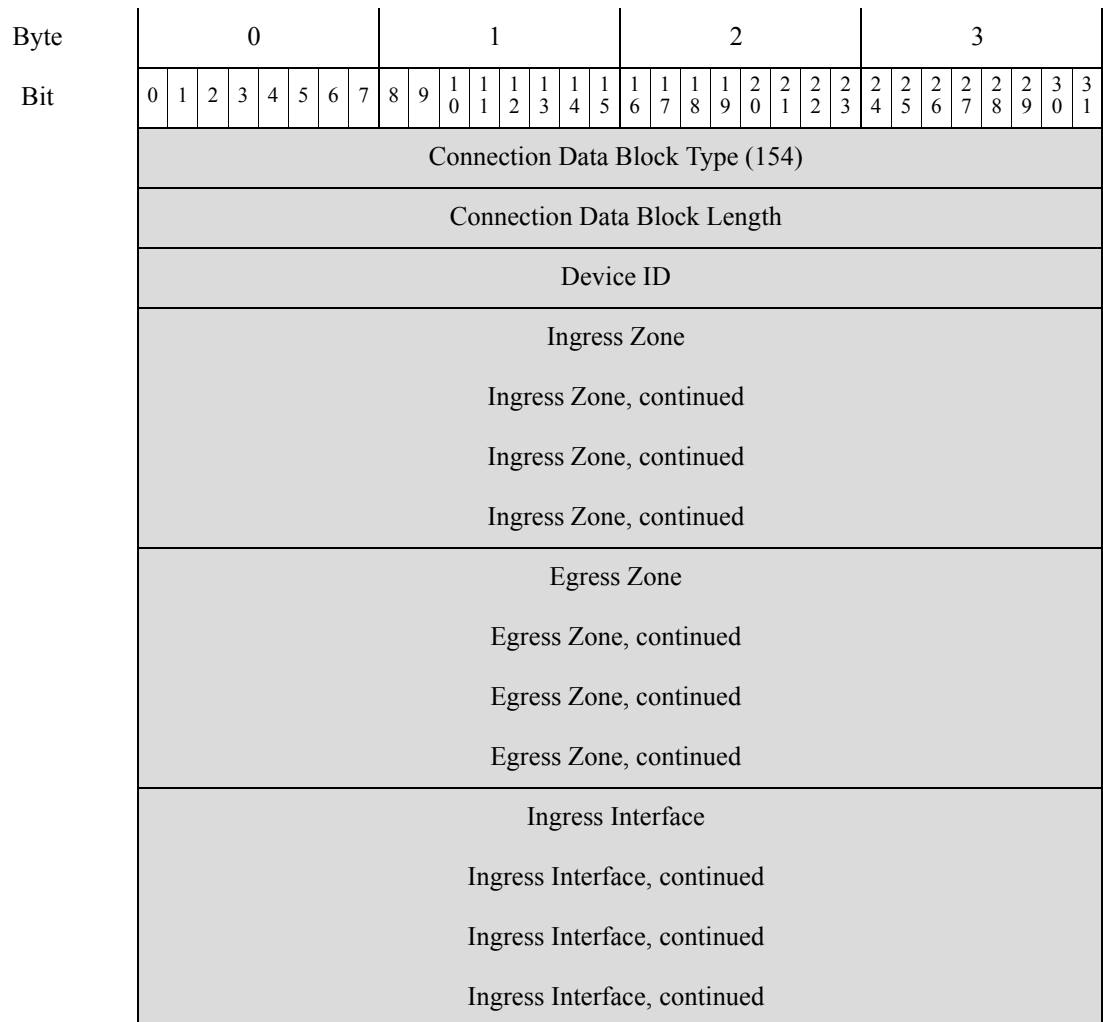 Byte 0 1 2 3
Bit 0 1 2 3 4 5 6 7 8 9 10 11 12 13 14 15 16 17 18 19 20 21 22 23 24 25 26 27 28 29 30 31
Connection Data Block Type (154)
Connection Data Block Length
Device ID
Ingress Zone
Ingress Zone, continued
Ingress Zone, continued
Ingress Zone, continued
Egress Zone
Egress Zone, continued
Egress Zone, continued
Egress Zone, continued
Ingress Interface
Ingress Interface, continued
Ingress Interface, continued
Ingress Interface, continued